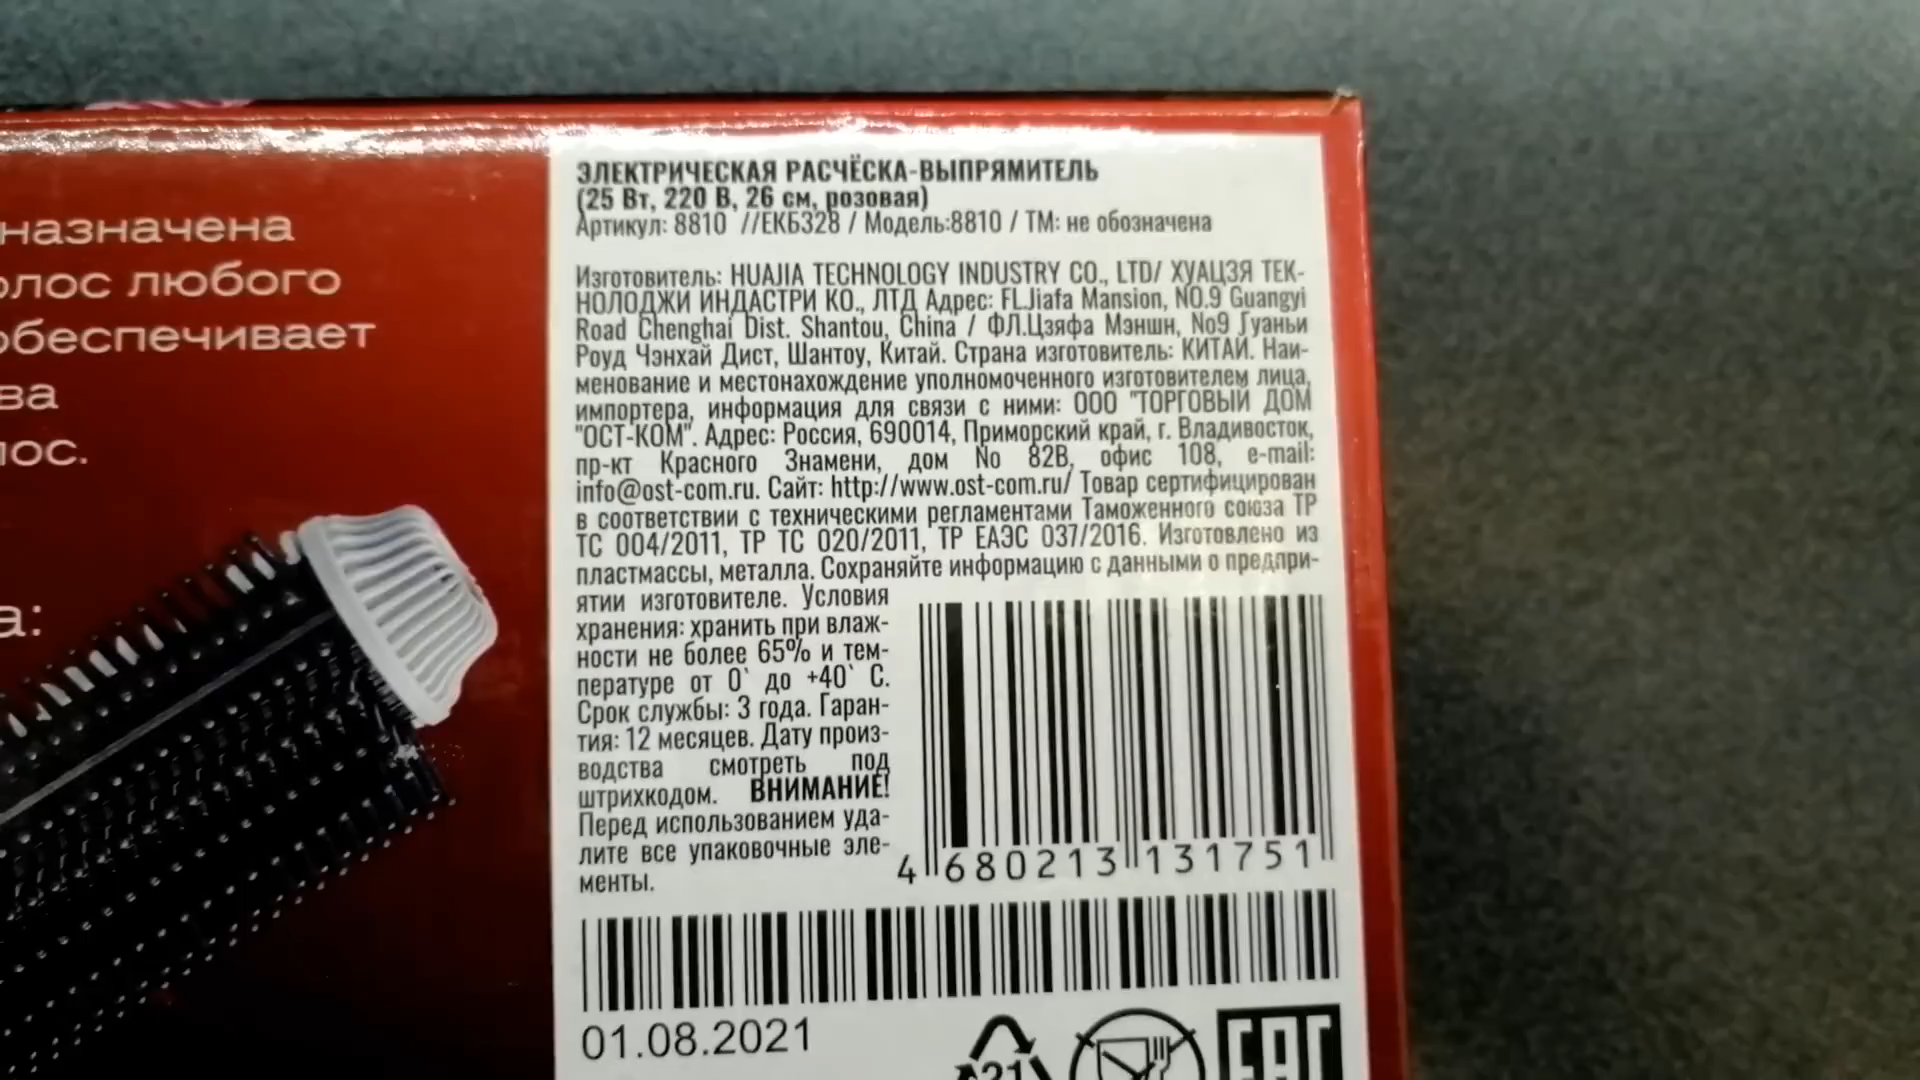 назначена
олос любого
обеспечивает
ва
лос.
а:
ЭЛЕКТРИЧЕСКАЯ РАСЧЁСКА-ВЫПРЯМИТЕЛЬ
(25 Вт, 220 В, 26 см, розовая)
Артикул: 8810 //ЕКБ328 / Модель:8810 / ТМ: не обозначена
Изготовитель: HUAJIA TECHNOLOGY INDUSTRY CO., LTD/ ХУАЦЗЯ ТЕК-
НОЛОДЖИ ИНДАСТРИ КО., ЛТД Адрес: FL.Jiafa Mansion, NO.9 Guangyi
Road Chenghai Dist. Shantou, China / ФЛ.Цзяфа Мэншн, No9 Гуаньи
Роуд Чэнхай Дист, Шантоу, Китай. Страна изготовитель: КИТАЙ. Наи-
менование и местонахождение уполномоченного изготовителем лица,
импортера, информация для связи с ними: ООО "ТОРГОВЫЙ ДОМ
"ОСТ-КОМ". Адрес: Россия, 690014, Приморский край, г. Владивосток,
пр-кт Красного Знамени, дом No 82В, офис 108, e-mail:
info@ost-com.ru. Сайт: http://www.ost-com.ru/ Товар сертифицирован
в соответствии с техническими регламентами Таможенного союза ТР
ТС 004/2011, ТР ТС 020/2011, ТР ЕАЭС 037/2016. Изготовлено из
пластмассы, металла. Сохраняйте информацию с данными о предпри-
ятии изготовителе. Условия
хранения: хранить при влаж-
ности не более 65% и тем-
пературе от 0` до +40` С.
Срок службы: 3 года. Гаран-
тия: 12 месяцев. Дату произ-
водства смотреть под
штрихкодом. ВНИМАНИЕ!
Перед использованием уда-
лите все упаковочные эле-
менты.
4 680213 131751
01.08.2021
21
EAC